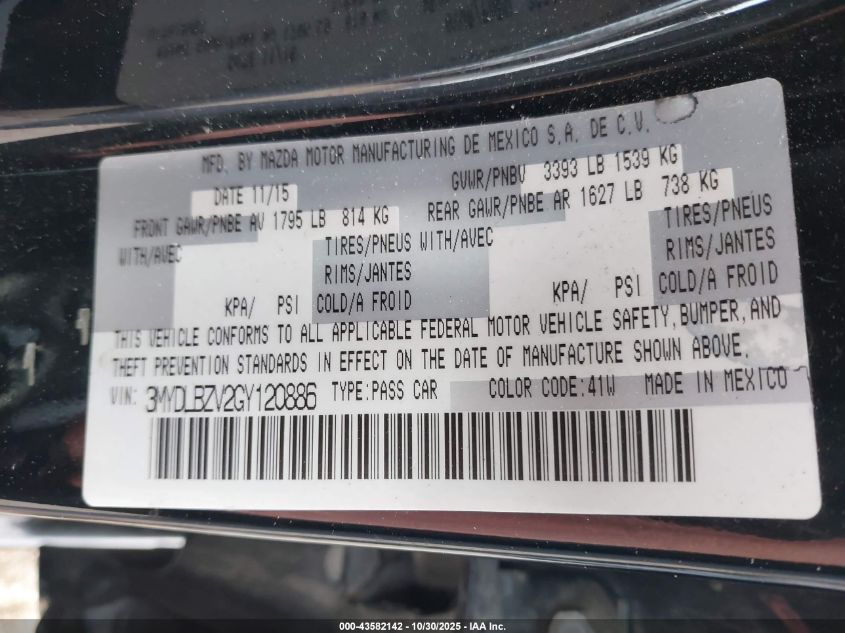 MFD. BY MAZDA MOTOR MANUFACTURING DE MEXICO S.A. DE C.V.
DATE 11/15 GVWR/PNBV 3393 LB 1539 KG
FRONT GAWR/PNBE AV 1795 LB 814 KG REAR GAWR/PNBE AR 1627 LB 738 KG
WITH/AVEC TIRES/PNEUS WITH/AVEC TIRES/PNEUS
RIMS/JANTES RIMS/JANTES
KPA/ PSI COLD/A FROID KPA/ PSI COLD/A FROID
THIS VEHICLE CONFORMS TO ALL APPLICABLE FEDERAL MOTOR VEHICLE SAFETY, BUMPER, AND
THEFT PREVENTION STANDARDS IN EFFECT ON THE DATE OF MANUFACTURE SHOWN ABOVE.
VIN: 3MYDLBZV2GY120886 TYPE:PASS CAR COLOR CODE:41W MADE IN MEXICO
000-43582142 - 10/30/2025 - IAA Inc.